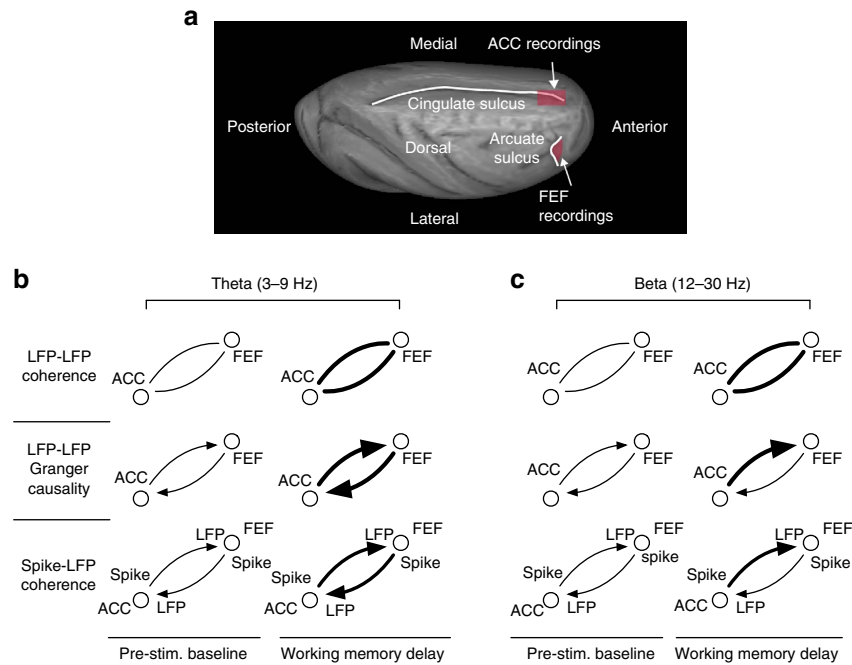 a
Medial
ACC recordings
Cingulate sulcus
Posterior
Anterior
Dorsal
Arcuate
sulcus
FEF
recordings
Lateral
b
Theta (3–9 Hz)
LFP-LFP
coherence
ACC
FEF
ACC
FEF
LFP-LFP
Granger
causality
ACC
FEF
ACC
FEF
Spike-LFP
coherence
LFP
FEF
Spike
Spike
ACC
LFP
LFP
FEF
Spike
Spike
ACC
LFP
Pre-stim. baseline
Working memory delay
c
Beta (12–30 Hz)
ACC
FEF
ACC
FEF
ACC
FEF
ACC
FEF
LFP
FEF
spike
Spike
ACC
LFP
LFP
FEF
Spike
Spike
ACC
LFP
Pre-stim. baseline
Working memory delay